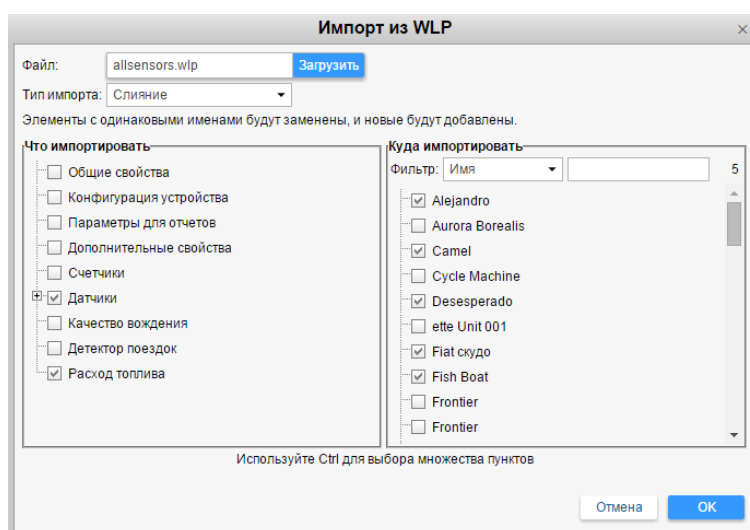 Импорт из WLP
Файл: allsensors.wlp Загрузить
Тип импорта: Слияние
Элементы с одинаковыми именами будут заменены, и новые будут добавлены.
Что импортировать
Общие свойства
Конфигурация устройства
Параметры для отчетов
Дополнительные свойства
Счетчики
Датчики
Качество вождения
Детектор поездок
Расход топлива
Куда импортировать
Фильтр: Имя 5
Alejandro
Aurora Borealis
Camel
Cycle Machine
Desesperado
ette Unit 001
Fiat скудо
Fish Boat
Frontier
Frontier
Используйте Ctrl для выбора множества пунктов
Отмена OK